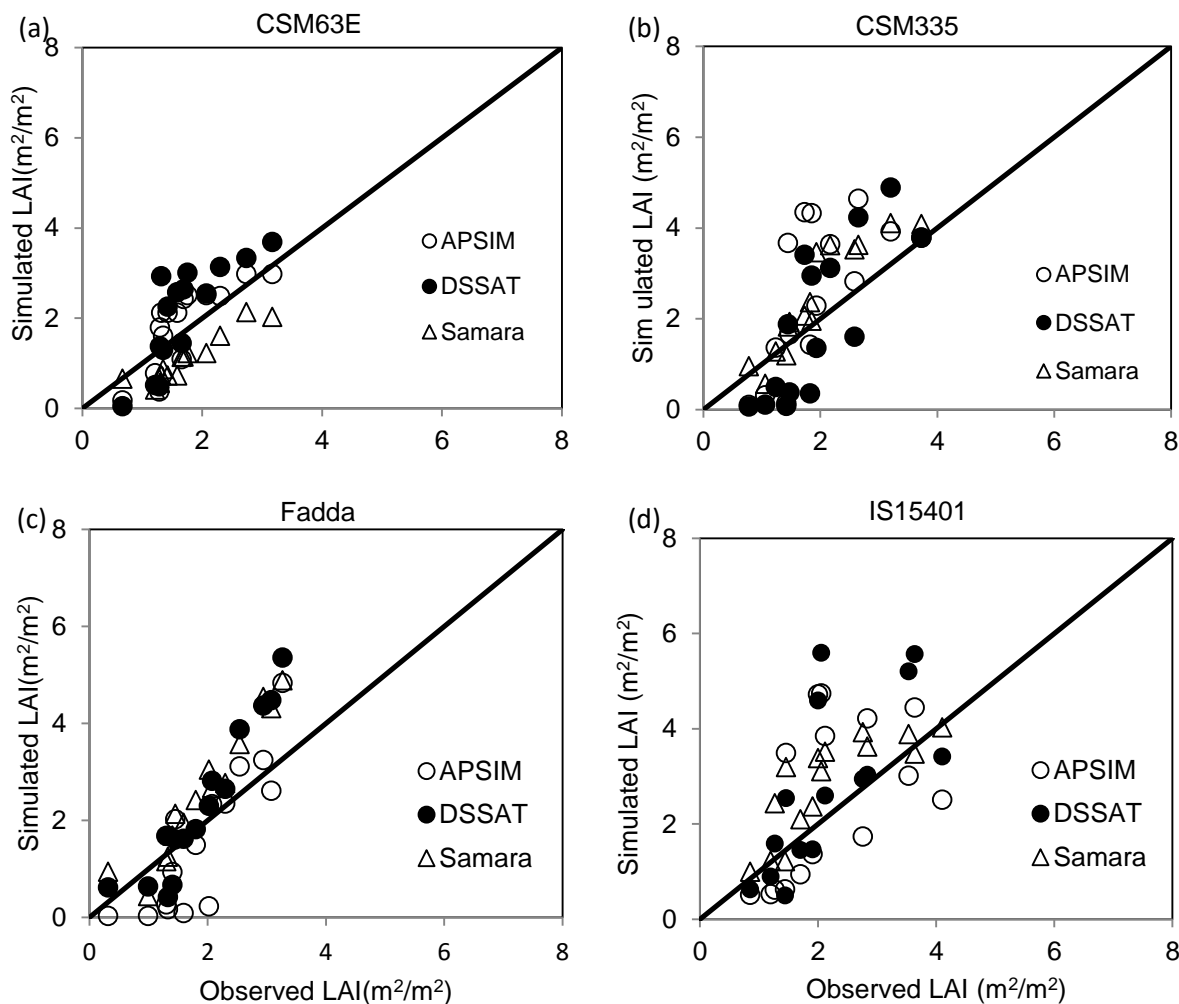 (a)
CSM63E
8
6
4
2
0
Simulated LAI(m²/m²)
APSIM
DSSAT
Samara
0 2 4 6 8
(b)
CSM335
8
6
4
2
0
Sim ulated LAI (m²/m²)
APSIM
DSSAT
Samara
0 2 4 6 8
(c)
Fadda
8
6
4
2
0
Simulated LAI(m²/m²)
APSIM
DSSAT
Samara
0 2 4 6 8
Observed LAI(m²/m²)
(d)
IS15401
8
6
4
2
0
Simulated LAI (m²/m²)
APSIM
DSSAT
Samara
0 2 4 6 8
Observed LAI (m²/m²)